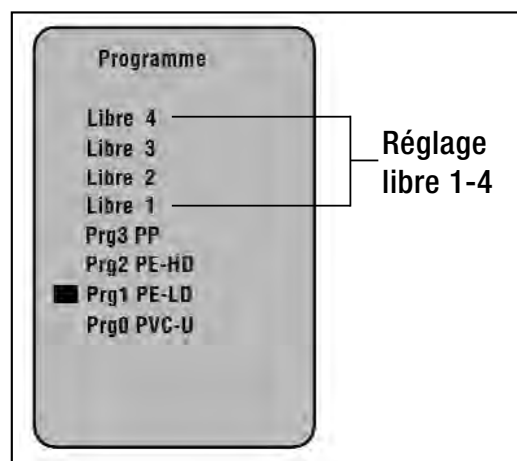 Programme
Libre 4
Libre 3
Libre 2
Libre 1
Prg3 PP
Prg2 PE-HD
Prg1 PE-LD
Prg0 PVC-U
Réglage
libre 1-4